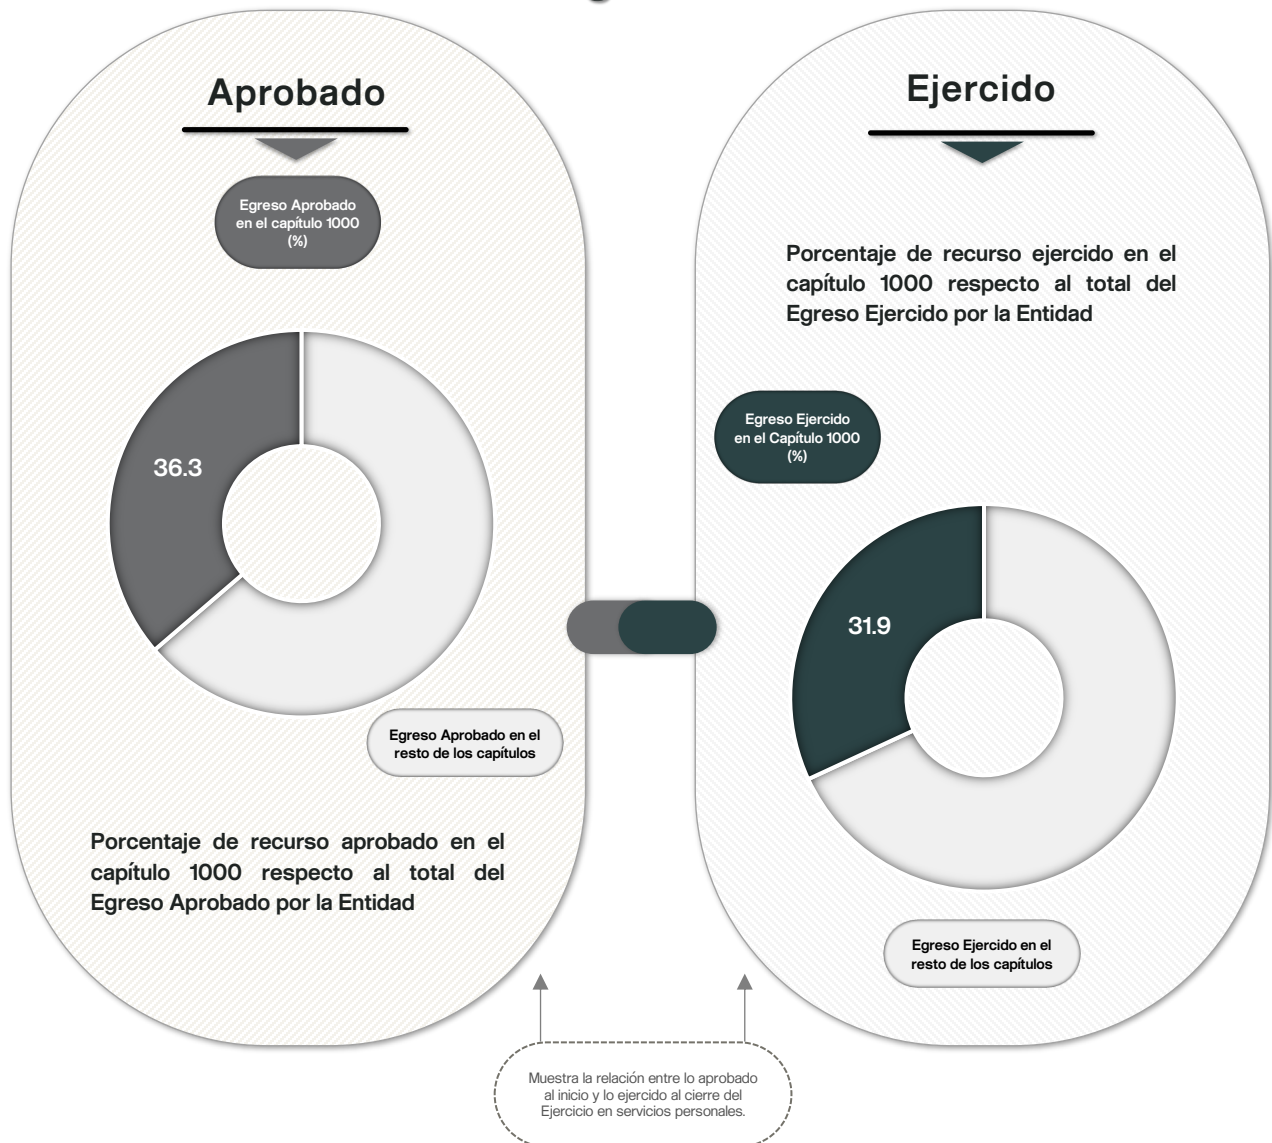 Aprobado
Egreso Aprobado
en el capítulo 1000
(%)
36.3
Egreso Aprobado en el
resto de los capítulos
Porcentaje de recurso aprobado en el
capítulo 1000 respecto al total del
Egreso Aprobado por la Entidad
Ejercido
Porcentaje de recurso ejercido en el
capítulo 1000 respecto al total del
Egreso Ejercido por la Entidad
Egreso Ejercido
en el Capítulo 1000
(%)
31.9
Egreso Ejercido en el
resto de los capítulos
Muestra la relación entre lo aprobado
al inicio y lo ejercido al cierre del
Ejercicio en servicios personales.